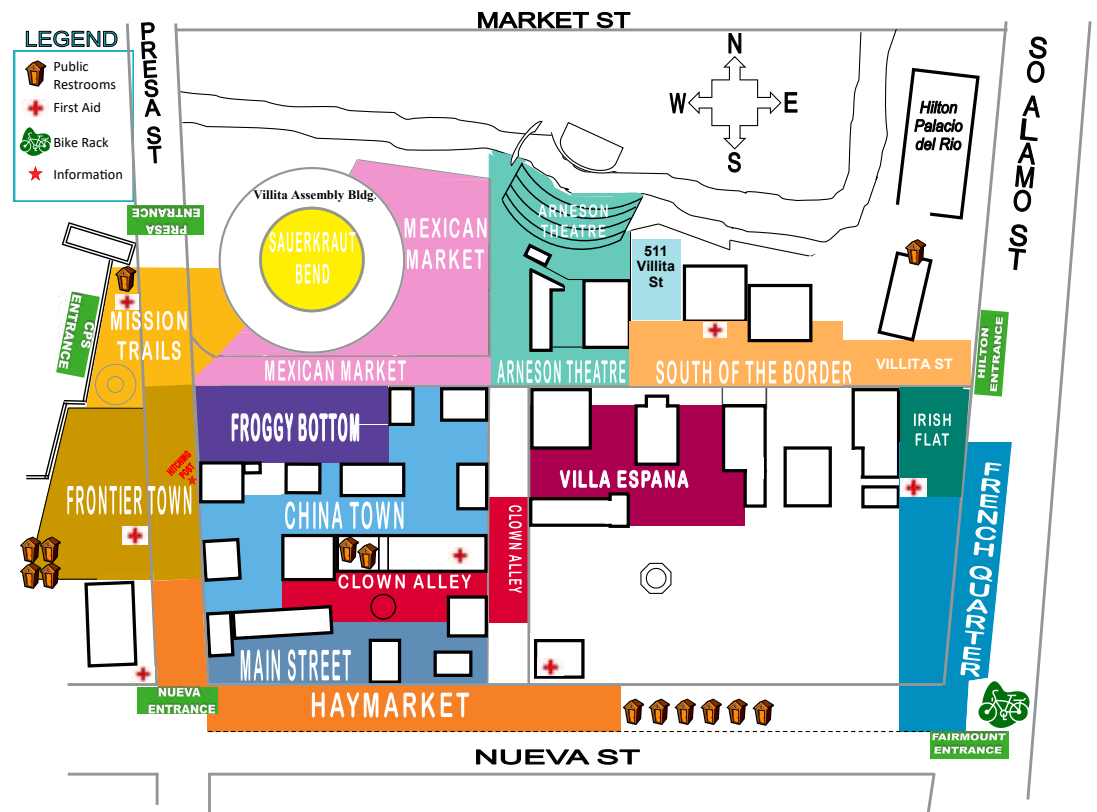 MARKET ST
LEGEND
Public
Restrooms
First Aid
Bike Rack
Information
PRESA ST
N
W E
S
SO ALAMO ST
Hilton
Palacio
del Rio
PRESA
ENTRANCE
Villita Assembly Bldg.
SAUERKRAUT
BEND
MEXICAN
MARKET
ARNESON
THEATRE
511
Villita
St
CPS
ENTRANCE
MISSION
TRAILS
HILTON
ENTRANCE
MEXICAN MARKET
ARNESON THEATRE
SOUTH OF THE BORDER
VILLITA ST
FROGGY BOTTOM
IRISH
FLAT
HITCHING
POST
VILLA ESPANA
FRONTIER TOWN
CHINA TOWN
CLOWN ALLEY
FRENCH QUARTER
CLOWN ALLEY
MAIN STREET
NUEVA
ENTRANCE
HAYMARKET
FAIRMOUNT
ENTRANCE
NUEVA ST